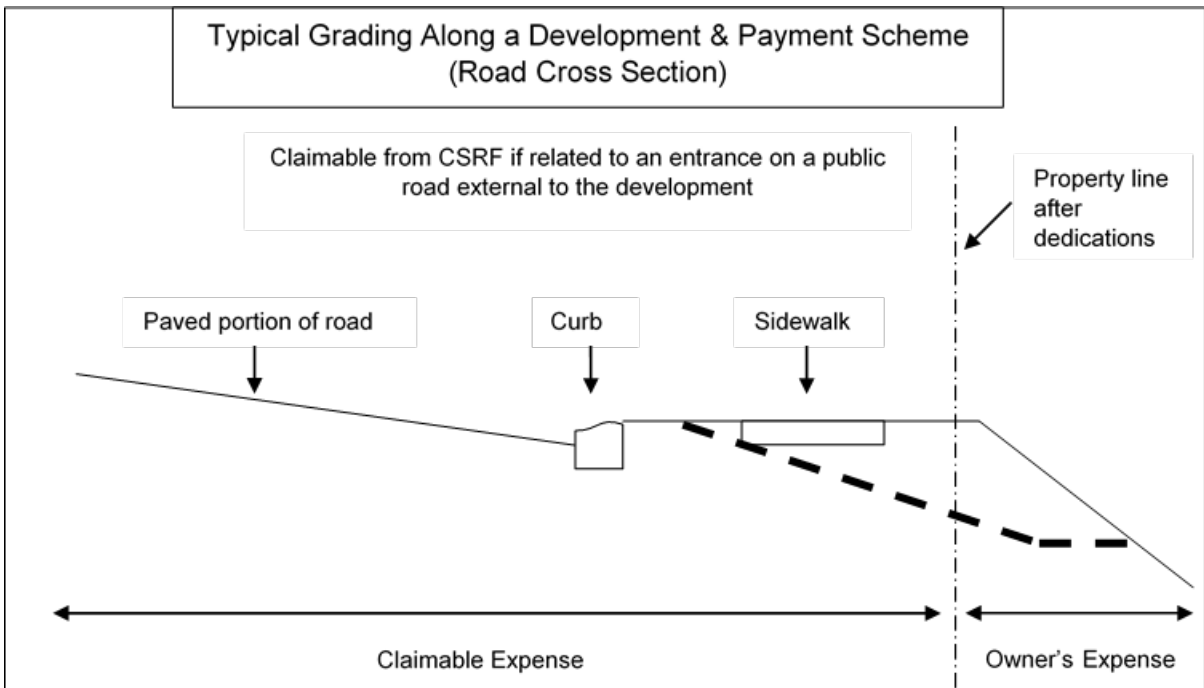 Typical Grading Along a Development & Payment Scheme
(Road Cross Section)
Claimable from CSRF if related to an entrance on a public
road external to the development
Property line
after
dedications
Paved portion of road
Curb
Sidewalk
Claimable Expense
Owner's Expense